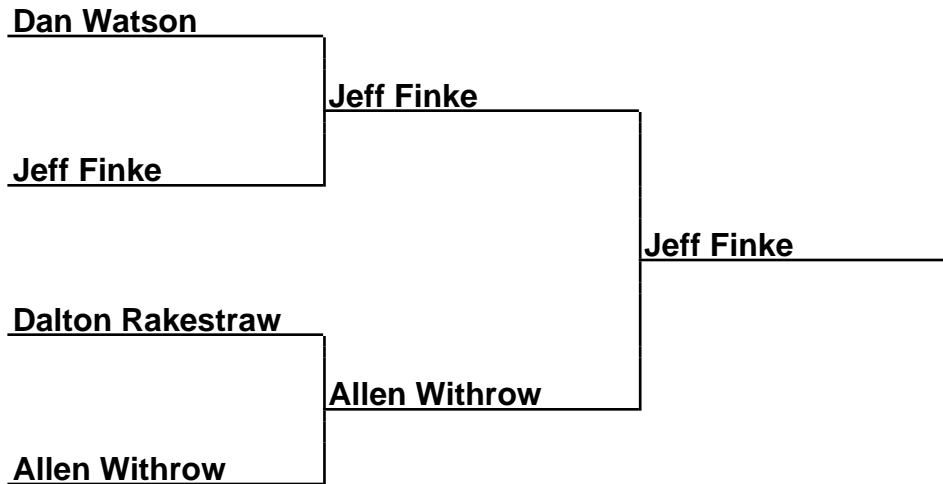 Dan Watson
Jeff Finke
Jeff Finke
Jeff Finke
Dalton Rakestraw
Allen Withrow
Allen Withrow